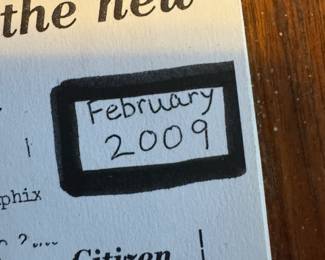 the new
February
2009
phix
Citizen